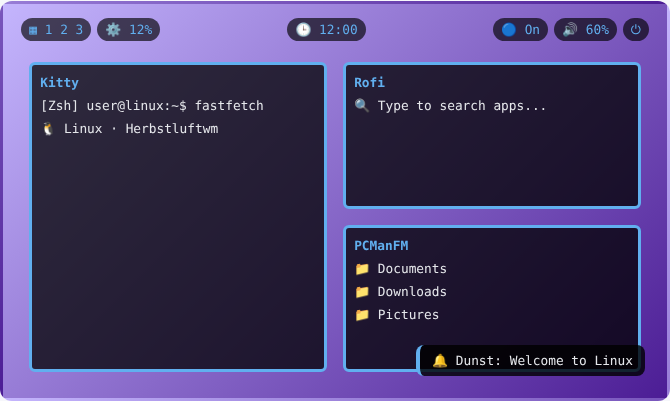 ▦ 1 2 3 ⚙️ 12% 🕒 12:00 🔵 On 🔊 60% ⏻
Kitty
[Zsh] user@linux:~$ fastfetch
🐧 Linux · Herbstluftwm
Rofi
🔍 Type to search apps...
PCManFM
📁 Documents
📁 Downloads
📁 Pictures
🔔 Dunst: Welcome to Linux